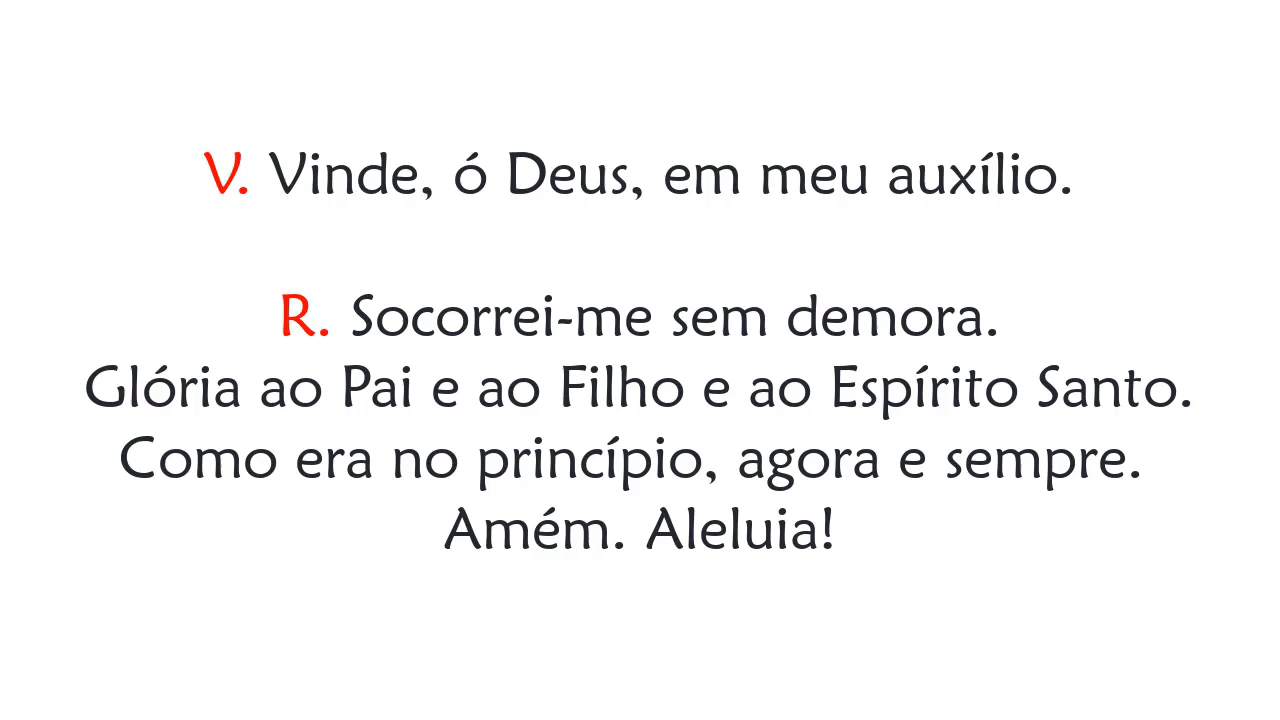 V. Vinde, ó Deus, em meu auxílio.
R. Socorrei-me sem demora.
Glória ao Pai e ao Filho e ao Espírito Santo.
Como era no princípio, agora e sempre.
Amém. Aleluia!